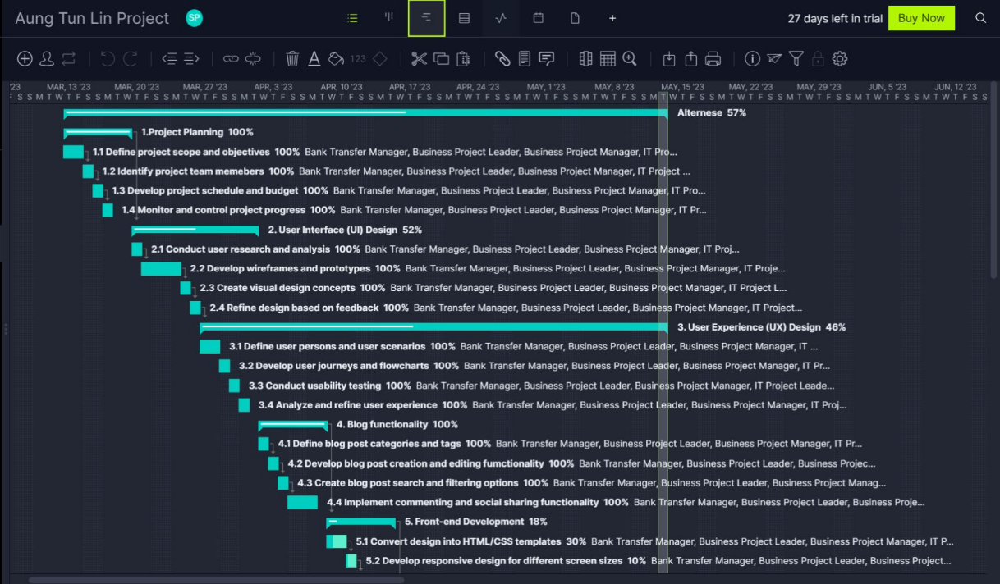 Aung Tun Lin Project SP 27 days left in trial Buy Now
123
'23 MAR, 13 '23 MAR, 20 '23 MAR, 27 '23 APR, 3 '23 APR, 10 '23 APR, 17 '23 APR, 24 '23 MAY, 1 '23 MAY, 8 '23 MAY, 15 '23 MAY, 22 '23 MAY, 29 '23 JUN, 5 '23 JUN, 12 '23
F S S M T W T F S S M T W T F S S M T W T F S S M T W T F S S M T W T F S S M T W T F S S M T W T F S S M T W T F S S M T W T F S S M T W T F S S M T W T F S S M T W T F S S M T W T F S S M T W T F S S
Alternese 57%
1.Project Planning 100%
1.1 Define project scope and objectives 100% Bank Transfer Manager, Business Project Leader, Business Project Manager, IT Pro...
1.2 Identify project team memebers 100% Bank Transfer Manager, Business Project Leader, Business Project Manager, IT Project ...
1.3 Develop project schedule and budget 100% Bank Transfer Manager, Business Project Leader, Business Project Manager, IT Pro...
1.4 Monitor and control project progress 100% Bank Transfer Manager, Business Project Leader, Business Project Manager, IT Pr...
2. User Interface (UI) Design 52%
2.1 Conduct user research and analysis 100% Bank Transfer Manager, Business Project Leader, Business Project Manager, IT Proj...
2.2 Develop wireframes and prototypes 100% Bank Transfer Manager, Business Project Leader, Business Project Manager, IT Proje...
2.3 Create visual design concepts 100% Bank Transfer Manager, Business Project Leader, Business Project Manager, IT Project L...
2.4 Refine design based on feedback 100% Bank Transfer Manager, Business Project Leader, Business Project Manager, IT Project...
3. User Experience (UX) Design 46%
3.1 Define user persons and user scenarios 100% Bank Transfer Manager, Business Project Leader, Business Project Manager, IT ...
3.2 Develop user journeys and flowcharts 100% Bank Transfer Manager, Business Project Leader, Business Project Manager, IT Pr...
3.3 Conduct usability testing 100% Bank Transfer Manager, Business Project Leader, Business Project Manager, IT Project Leade...
3.4 Analyze and refine user experience 100% Bank Transfer Manager, Business Project Leader, Business Project Manager, IT Proj...
4. Blog functionality 100%
4.1 Define blog post categories and tags 100% Bank Transfer Manager, Business Project Leader, Business Project Manager, IT Pr...
4.2 Develop blog post creation and editing fumctionality 100% Bank Transfer Manager, Business Project Leader, Business Projec...
4.3 Create blog post search and filtering options 100% Bank Transfer Manager, Business Project Leader, Business Project Manag...
4.4 Implement commenting and social sharing functionality 100% Bank Transfer Manager, Business Project Leader, Business Proje...
5. Front-end Development 18%
5.1 Convert design into HTML/CSS templates 30% Bank Transfer Manager, Business Project Leader, Business Project Manager, IT P...
5.2 Develop responsive design for different screen sizes 10% Bank Transfer Manager, Business Project Leader, Business Project...